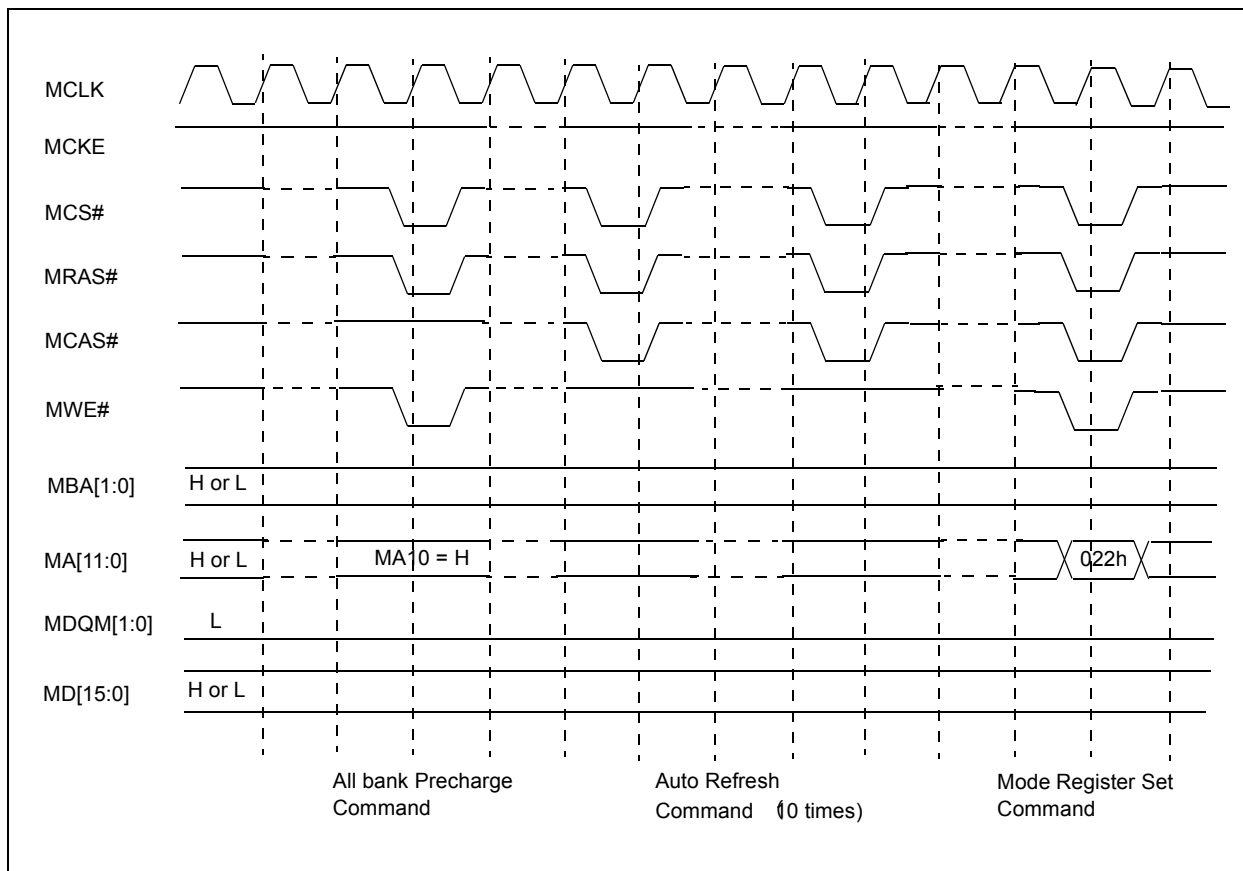 MCLK
MCKE
MCS#
MRAS#
MCAS#
MWE#
MBA[1:0] H or L
MA[11:0] H or L MA10 = H 022h
MDQM[1:0] L
MD[15:0] H or L
All bank Precharge Command
Auto Refresh Command (10 times)
Mode Register Set Command